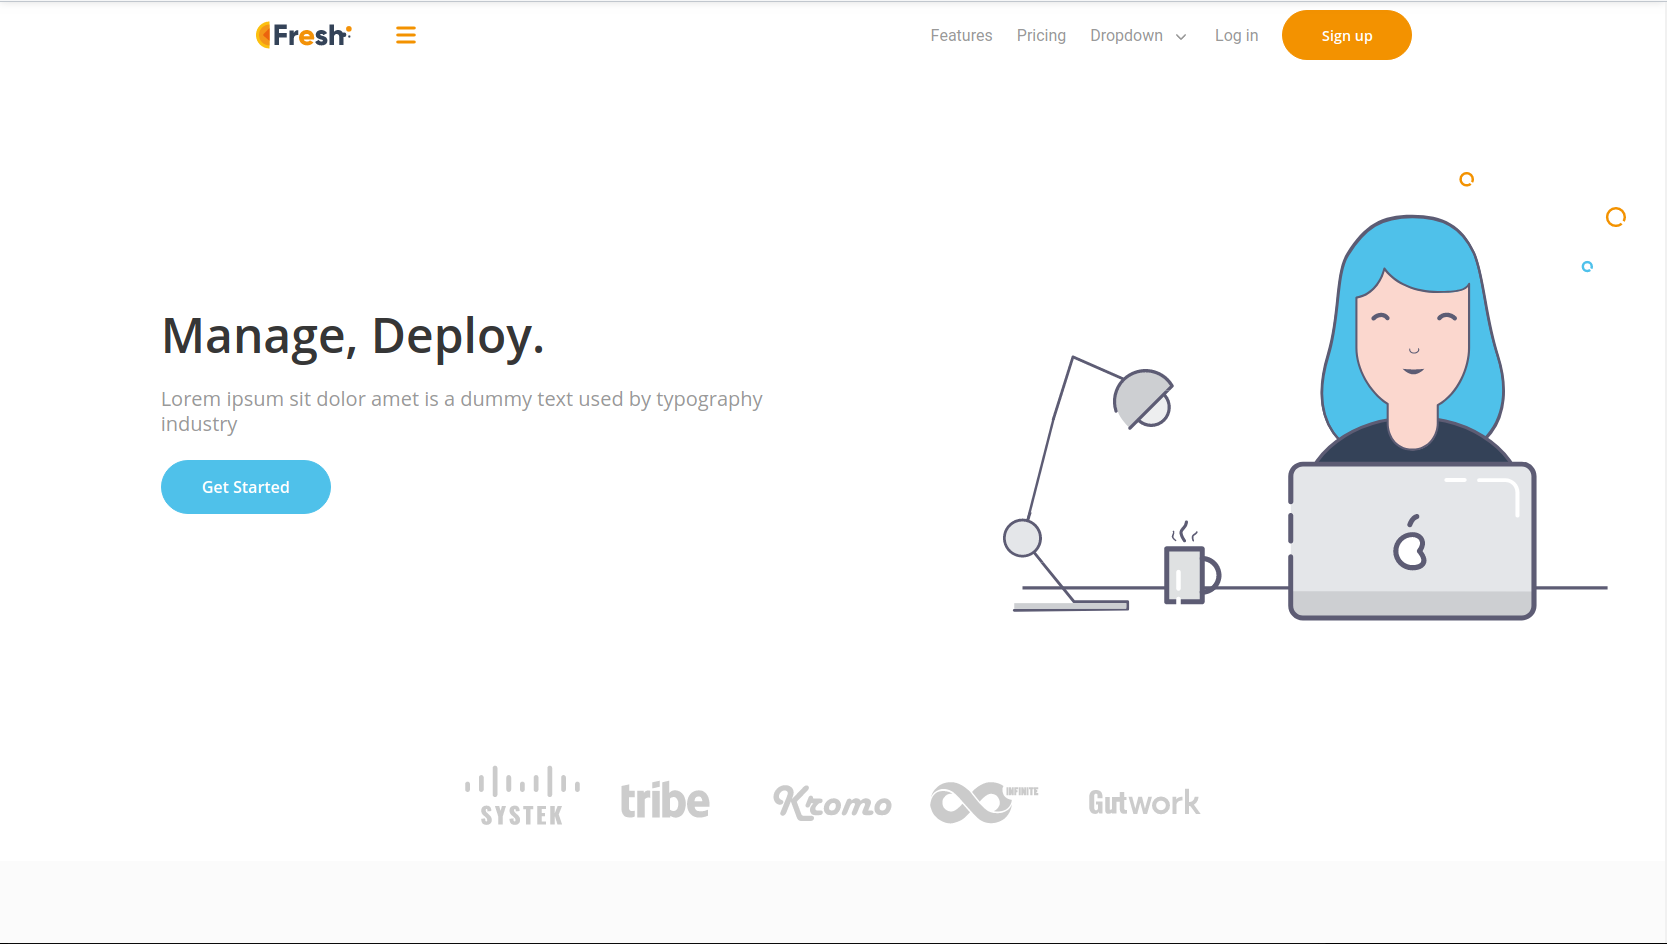 Fresh
Features Pricing Dropdown Log in Sign up
Manage, Deploy.
Lorem ipsum sit dolor amet is a dummy text used by typography
industry
Get Started
SYSTEK tribe Kromo INFINITE Gutwork